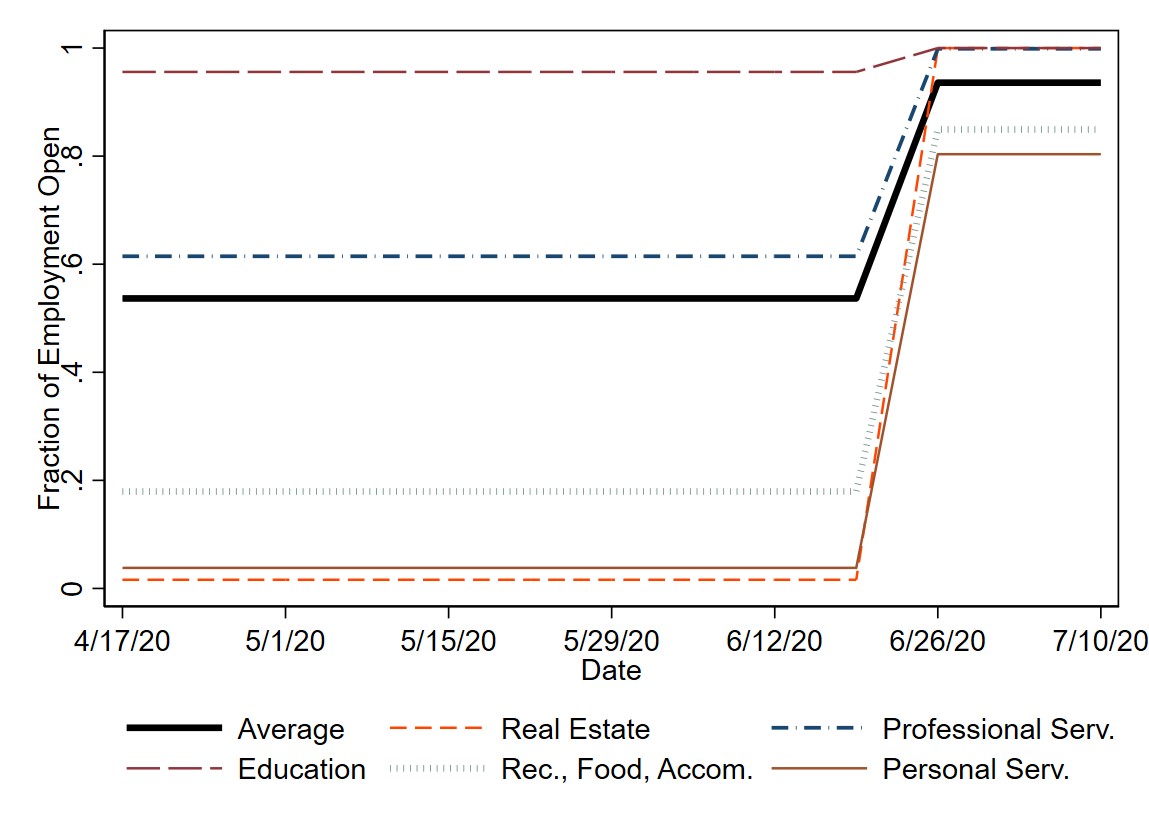 Fraction of Employment Open
1
.8
.6
.4
.2
0
4/17/20 5/1/20 5/15/20 5/29/20 6/12/20 6/26/20 7/10/20
Date
Average Real Estate Professional Serv.
Education Rec., Food, Accom. Personal Serv.